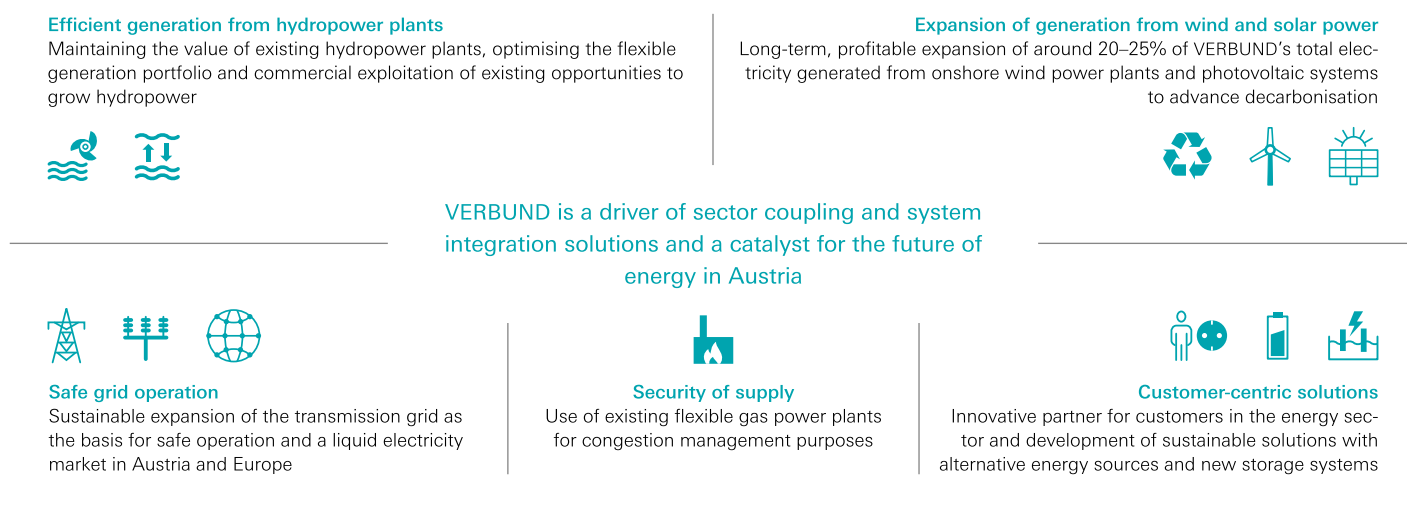 Efficient generation from hydropower plants
Maintaining the value of existing hydropower plants, optimising the flexible
generation portfolio and commercial exploitation of existing opportunities to
grow hydropower
Expansion of generation from wind and solar power
Long-term, profitable expansion of around 20–25% of VERBUND’s total elec-
tricity generated from onshore wind power plants and photovoltaic systems
to advance decarbonisation
VERBUND is a driver of sector coupling and system
integration solutions and a catalyst for the future of
energy in Austria
Safe grid operation
Sustainable expansion of the transmission grid as
the basis for safe operation and a liquid electricity
market in Austria and Europe
Security of supply
Use of existing flexible gas power plants
for congestion management purposes
Customer-centric solutions
Innovative partner for customers in the energy sec-
tor and development of sustainable solutions with
alternative energy sources and new storage systems